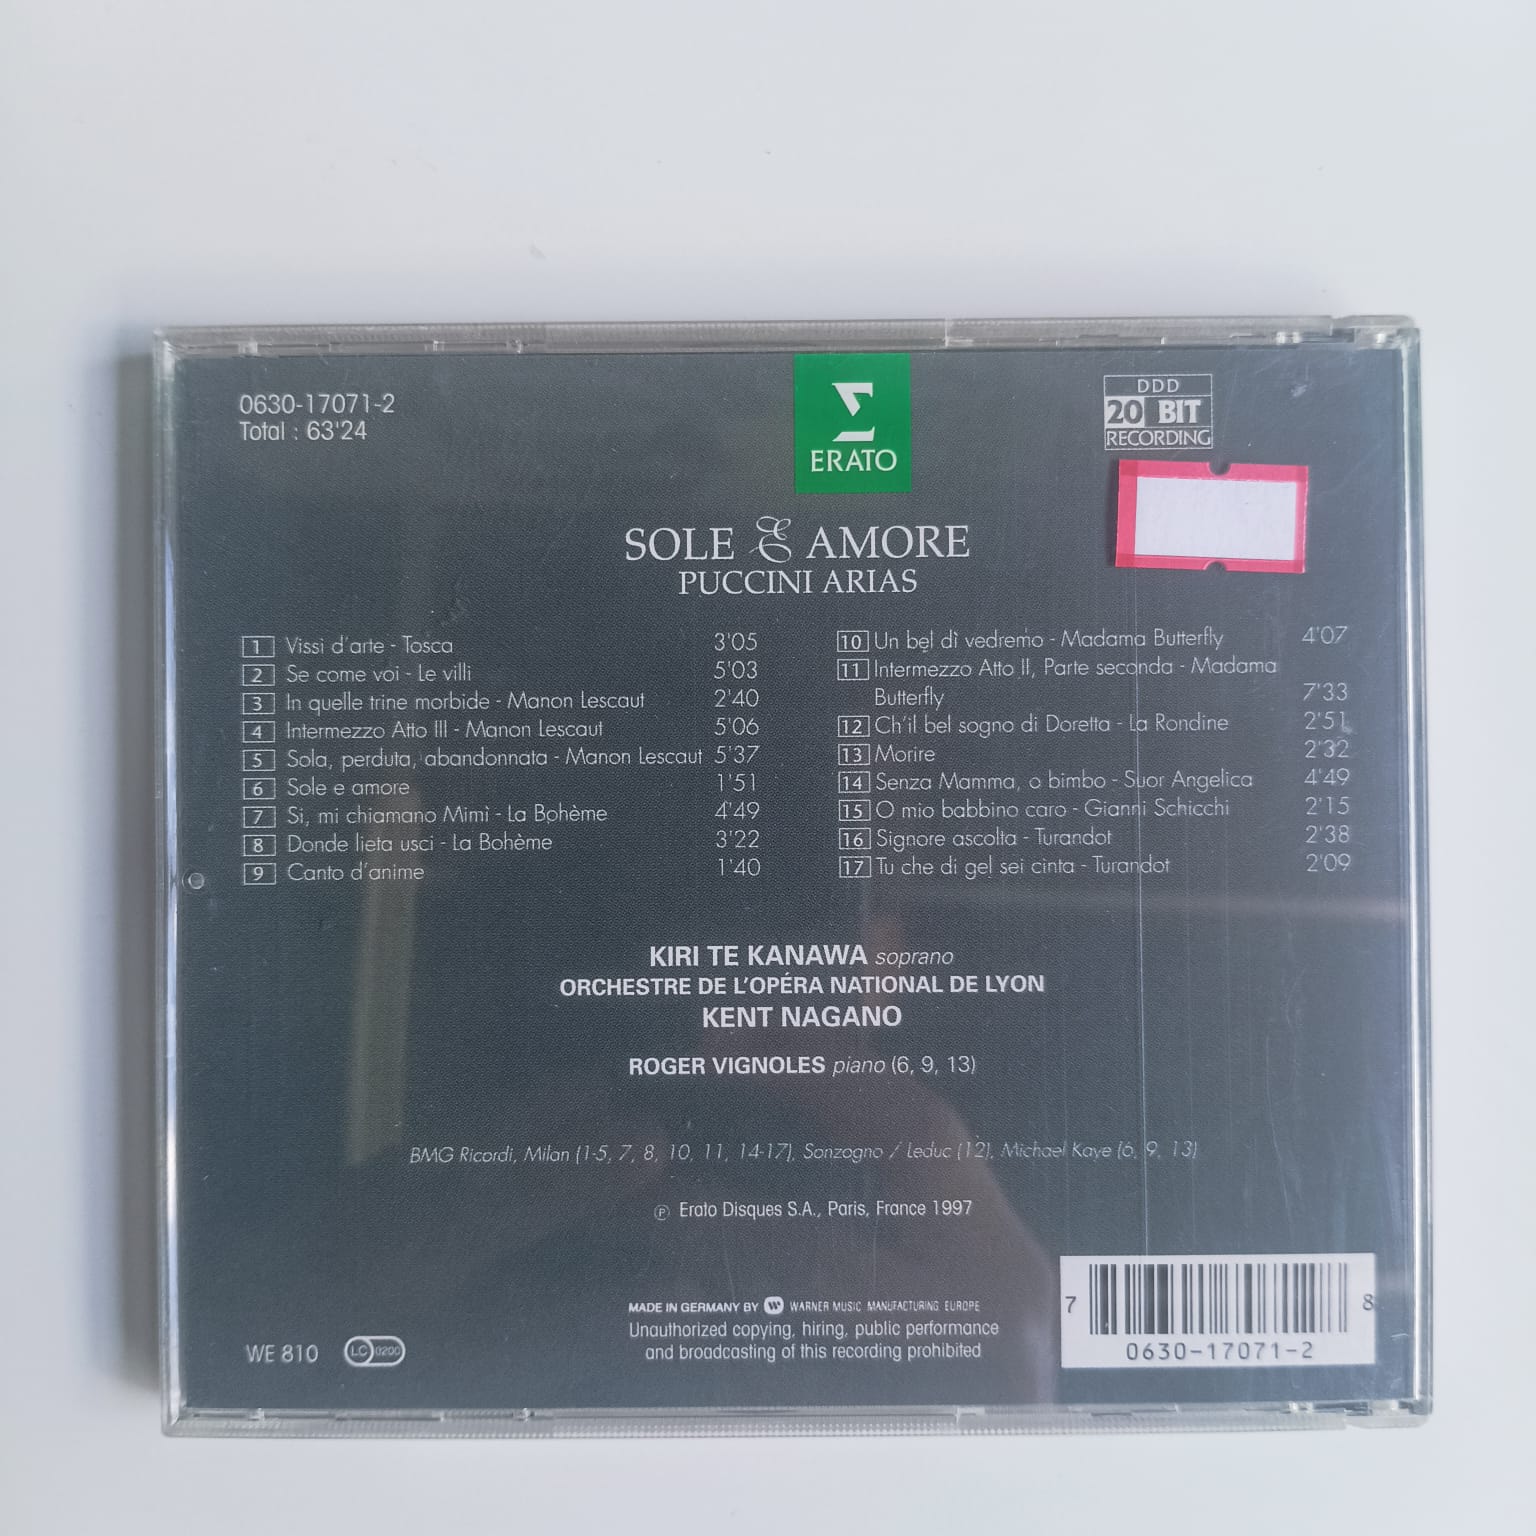 0630-17071-2
Total : 63'24
ERATO
DDD
20 BIT
RECORDING
SOLE E AMORE
PUCCINI ARIAS
1 Vissi d'arte - Tosca 3'05
2 Se come voi - Le villi 5'03
3 In quelle trine morbide - Manon Lescaut 2'40
4 Intermezzo Atto III - Manon Lescaut 5'06
5 Sola, perduta, abandonnata - Manon Lescaut 5'37
6 Sole e amore 1'51
7 Si, mi chiamano Mimì - La Bohème 4'49
8 Donde lieta usci - La Bohème 3'22
9 Canto d'anime 1'40
10 Un bel dì vedremo - Madama Butterfly 4'07
11 Intermezzo Atto II, Parte seconda - Madama
Butterfly 7'33
12 Ch'il bel sogno di Doretta - La Rondine 2'51
13 Morire 2'32
14 Senza Mamma, o bimbo - Suor Angelica 4'49
15 O mio babbino caro - Gianni Schicchi 2'15
16 Signore ascolta - Turandot 2'38
17 Tu che di gel sei cinta - Turandot 2'09
KIRI TE KANAWA soprano
ORCHESTRE DE L'OPÉRA NATIONAL DE LYON
KENT NAGANO
ROGER VIGNOLES piano (6, 9, 13)
BMG Ricordi, Milan (1-5, 7, 8, 10, 11, 14-17), Sonzogno / Leduc (12), Michael Kaye (6, 9, 13)
℗ Erato Disques S.A., Paris, France 1997
MADE IN GERMANY BY WARNER MUSIC MANUFACTURING EUROPE
Unauthorized copying, hiring, public performance
and broadcasting of this recording prohibited
WE 810 LC 0200
7 8
0630-17071-2